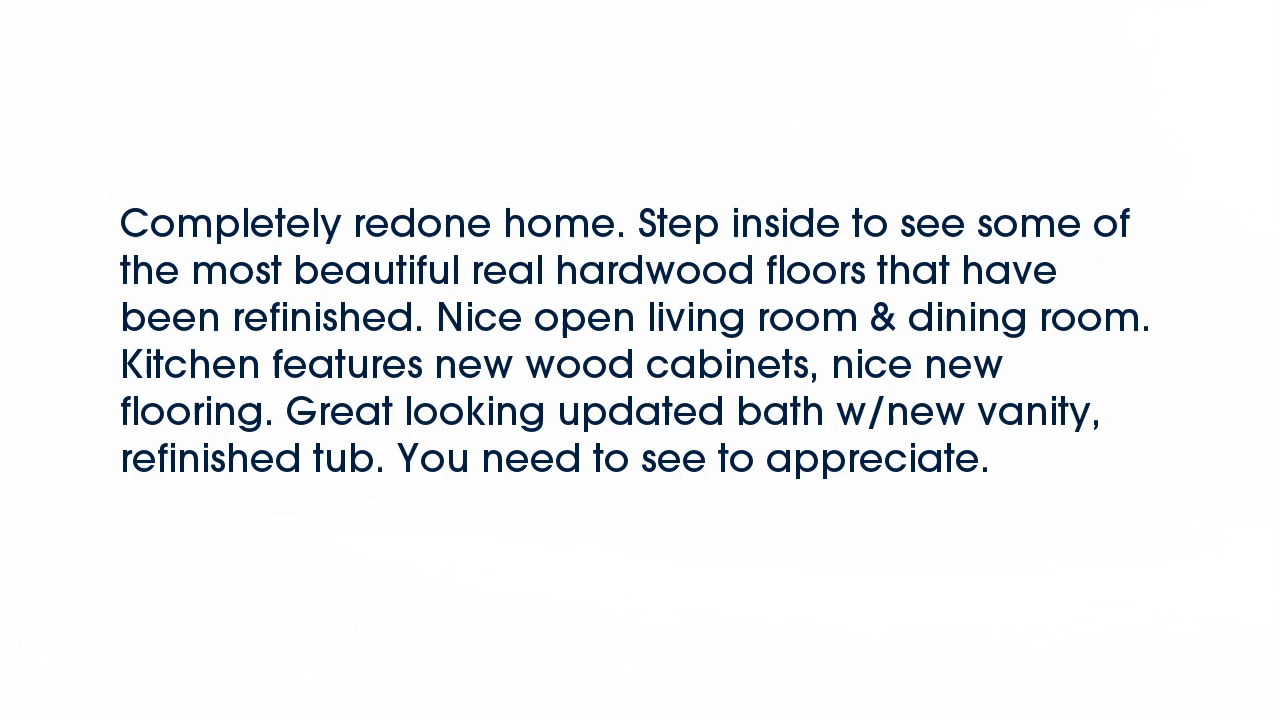 Completely redone home. Step inside to see some of
the most beautiful real hardwood floors that have
been refinished. Nice open living room & dining room.
Kitchen features new wood cabinets, nice new
flooring. Great looking updated bath w/new vanity,
refinished tub. You need to see to appreciate.